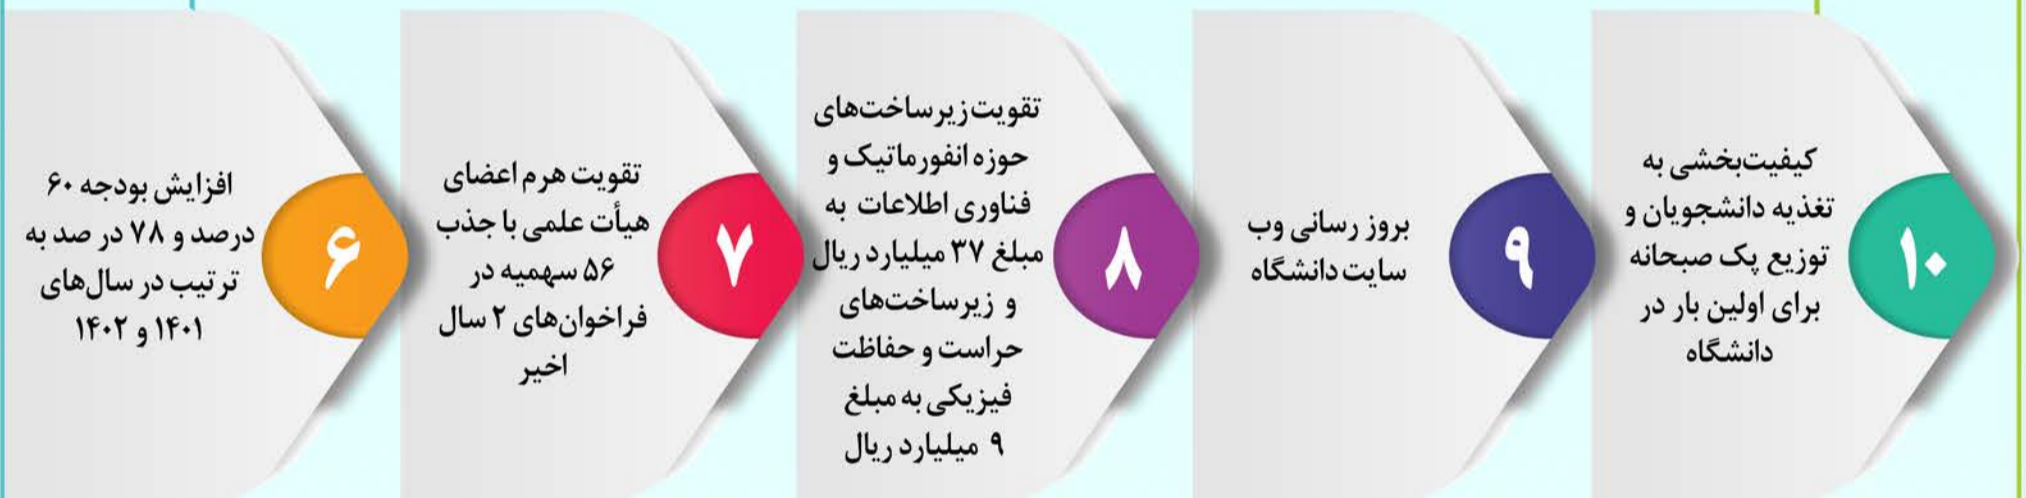 ۶
افزایش بودجه ۶۰
درصد و ۷۸ در صد به
ترتیب در سال‌های
۱۴۰۱ و ۱۴۰۲
۷
تقویت هرم اعضای
هیأت علمی با جذب
۵۶ سهمیه در
فراخوان‌های ۲ سال
اخیر
۸
تقویت زیرساخت‌های
حوزه انفورماتیک و
فناوری اطلاعات به
مبلغ ۳۷ میلیارد ریال
و زیرساخت‌های
حراست و حفاظت
فیزیکی به مبلغ
۹ میلیارد ریال
۹
بروز رسانی وب
سایت دانشگاه
۱۰
کیفیت‌بخشی به
تغذیه دانشجویان و
توزیع پک صبحانه
برای اولین بار در
دانشگاه